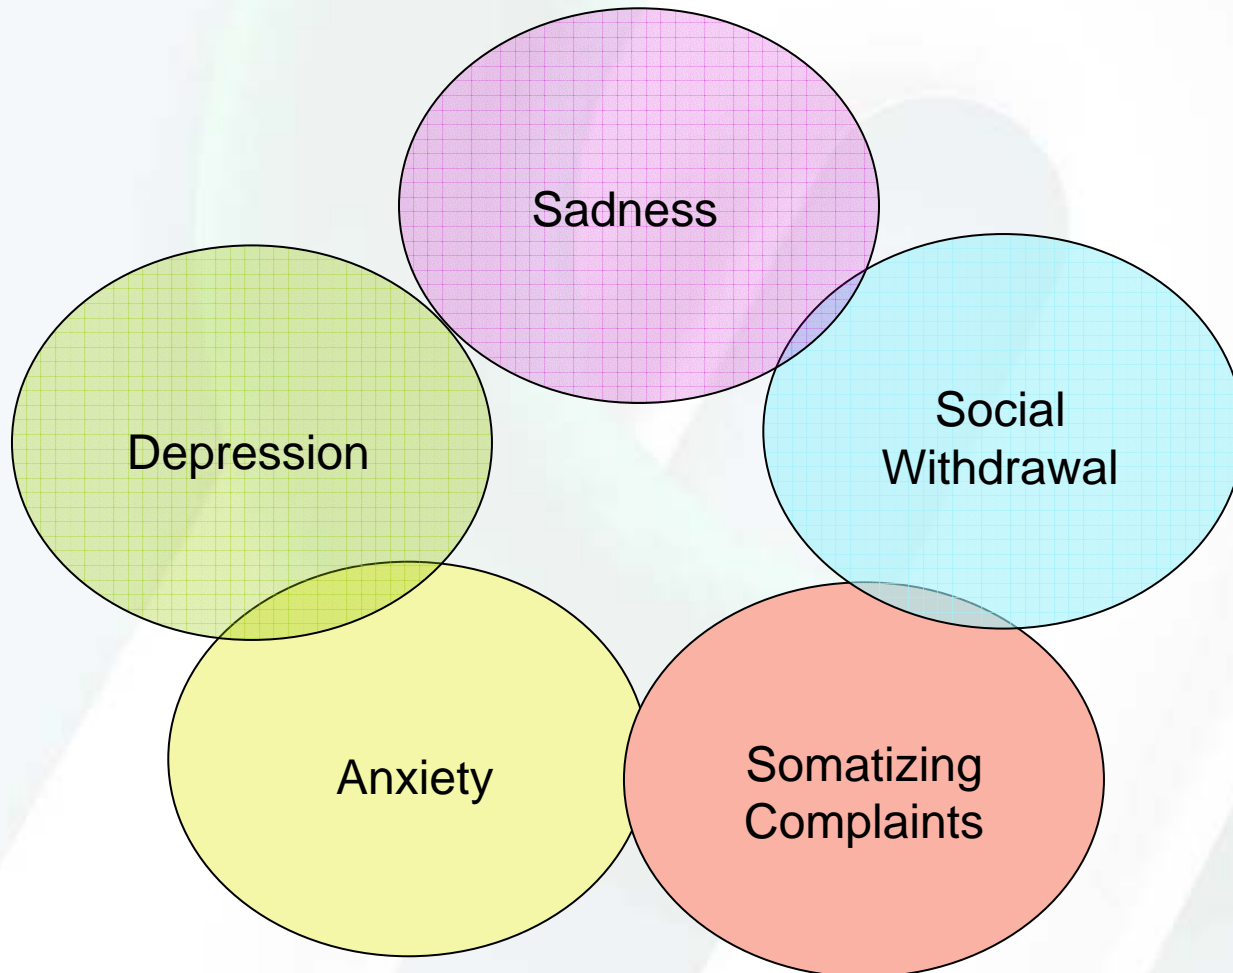 Sadness
Social
Withdrawal
Depression
Somatizing
Complaints
Anxiety